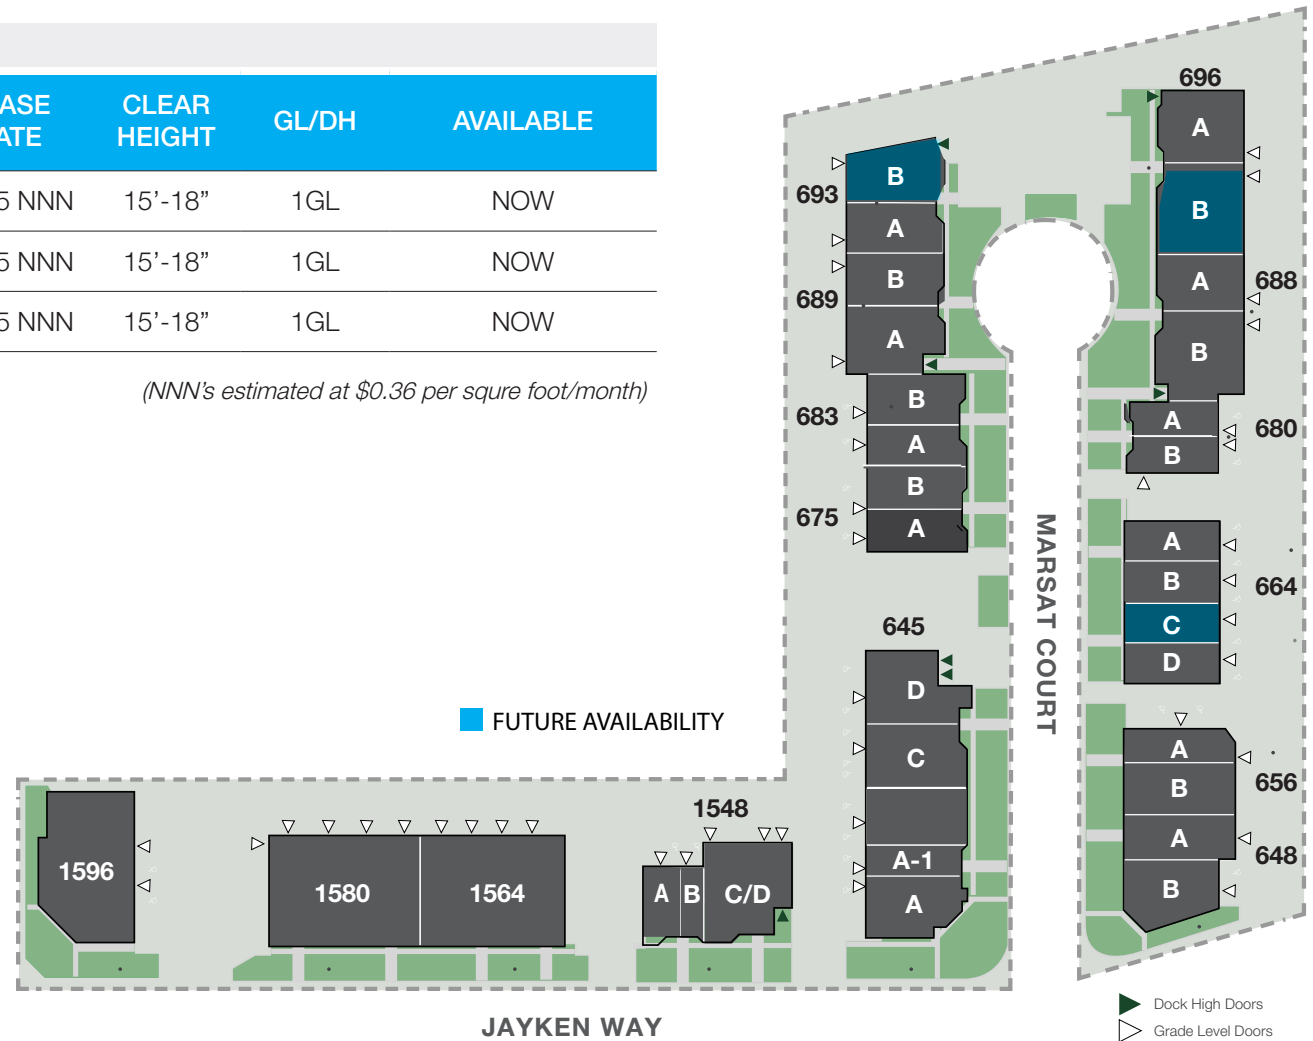 ASE
ATE
CLEAR
HEIGHT
GL/DH
AVAILABLE
5 NNN 15’-18” 1GL NOW
5 NNN 15’-18” 1GL NOW
5 NNN 15’-18” 1GL NOW
(NNN’s estimated at $0.36 per squre foot/month)
696
A
B
693
B
A
689
B
A
688
A
B
683
B
A
680
A
B
675
B
A
664
A
B
C
D
MARSAT COURT
645
D
C
A-1
A
656
A
B
648
A
B
FUTURE AVAILABILITY
1548
A B C/D
1596
1580
1564
JAYKEN WAY
Dock High Doors
Grade Level Doors